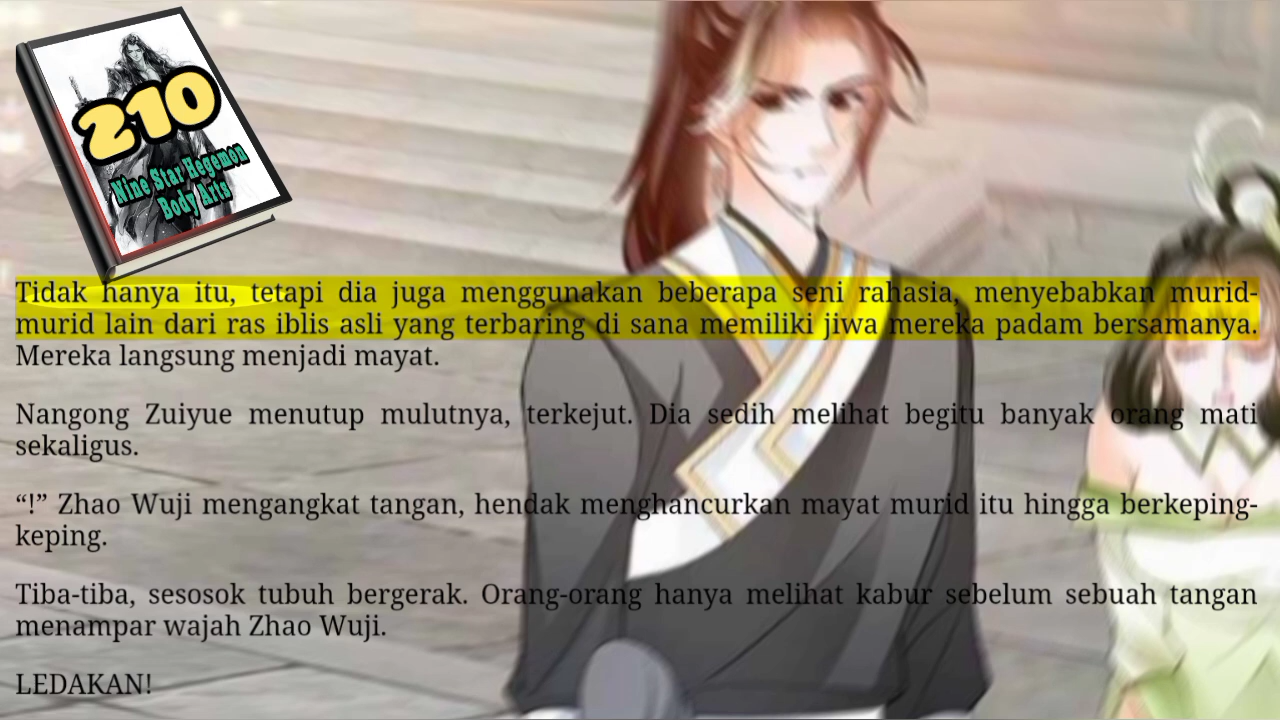 210
Nine Star Hegemon
Body Arts
Tidak hanya itu, tetapi dia juga menggunakan beberapa seni rahasia, menyebabkan murid-
murid lain dari ras iblis asli yang terbaring di sana memiliki jiwa mereka padam bersamanya.
Mereka langsung menjadi mayat.
Nangong Zuiyue menutup mulutnya, terkejut. Dia sedih melihat begitu banyak orang mati
sekaligus.
“!” Zhao Wuji mengangkat tangan, hendak menghancurkan mayat murid itu hingga berkeping-
keping.
Tiba-tiba, sesosok tubuh bergerak. Orang-orang hanya melihat kabur sebelum sebuah tangan
menampar wajah Zhao Wuji.
LEDAKAN!